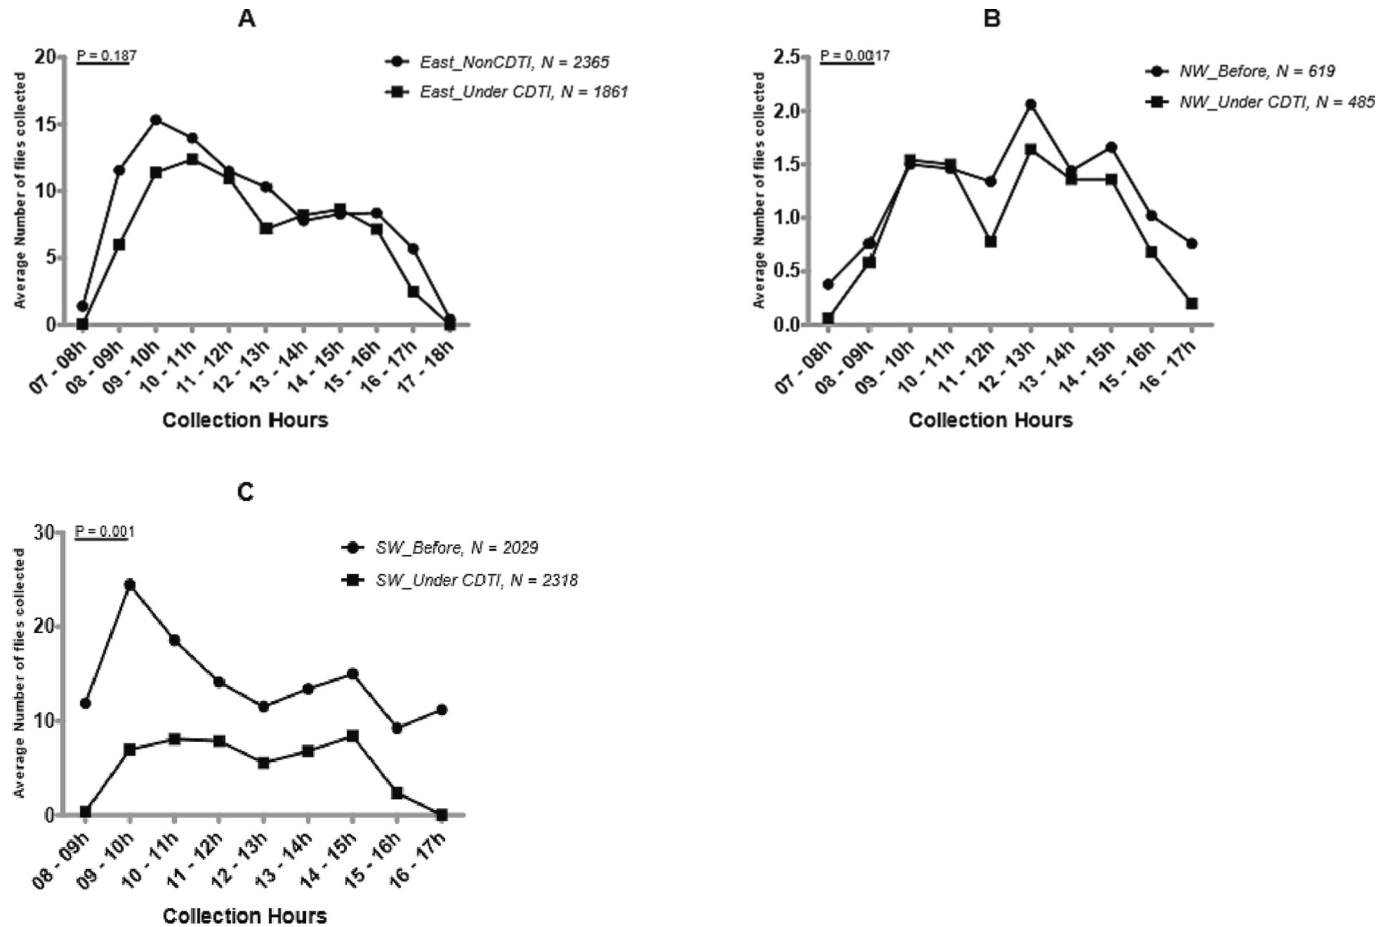 A
P = 0.187
East_NonCDTI, N = 2365
East_Under CDTI, N = 1861
Average Number of flies collected
20
15
10
5
0
07 - 08h
08 - 09h
09 - 10h
10 - 11h
11 - 12h
12 - 13h
13 - 14h
14 - 15h
15 - 16h
16 - 17h
17 - 18h
Collection Hours
B
P = 0.0017
NW_Before, N = 619
NW_Under CDTI, N = 485
Average Number of flies collected
2.5
2.0
1.5
1.0
0.5
0.0
07 - 08h
08 - 09h
09 - 10h
10 - 11h
11 - 12h
12 - 13h
13 - 14h
14 - 15h
15 - 16h
16 - 17h
Collection Hours
C
P = 0.001
SW_Before, N = 2029
SW_Under CDTI, N = 2318
Average Number of flies collected
30
20
10
0
08 - 09h
09 - 10h
10 - 11h
11 - 12h
12 - 13h
13 - 14h
14 - 15h
15 - 16h
16 - 17h
Collection Hours